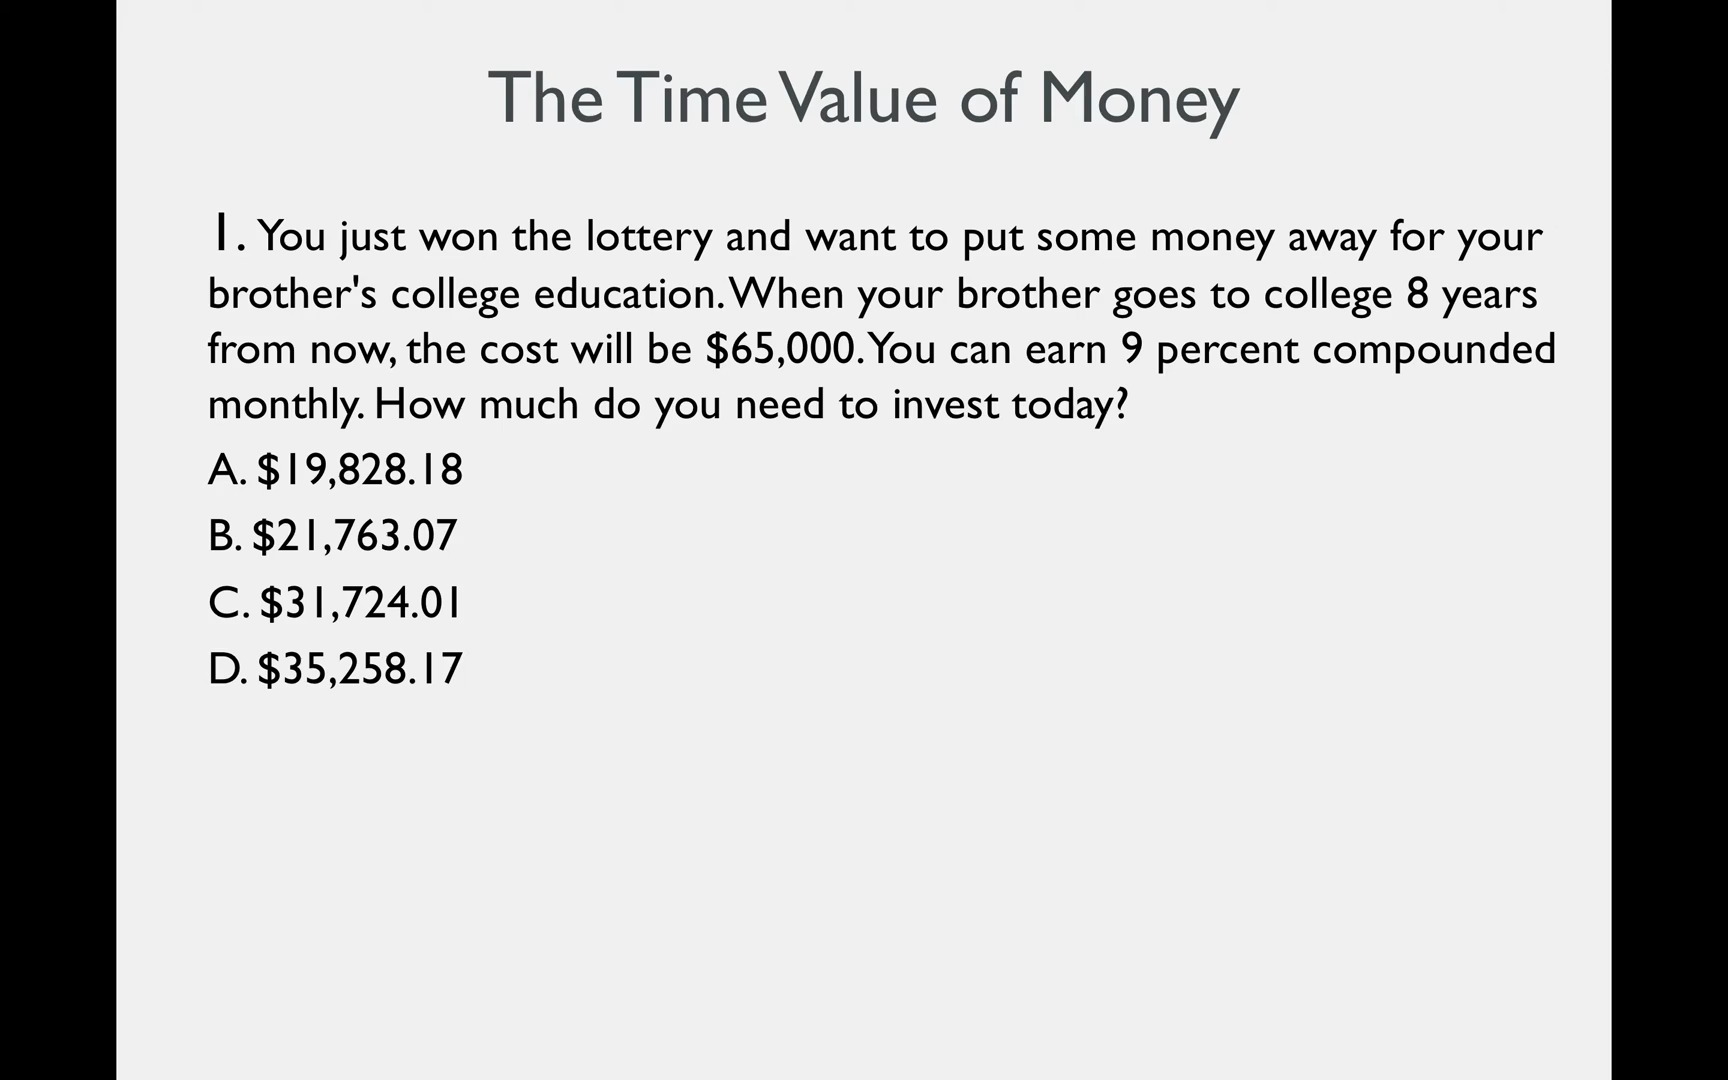 The Time Value of Money
1. You just won the lottery and want to put some money away for your
brother's college education. When your brother goes to college 8 years
from now, the cost will be $65,000. You can earn 9 percent compounded
monthly. How much do you need to invest today?
A. $19,828.18
B. $21,763.07
C. $31,724.01
D. $35,258.17